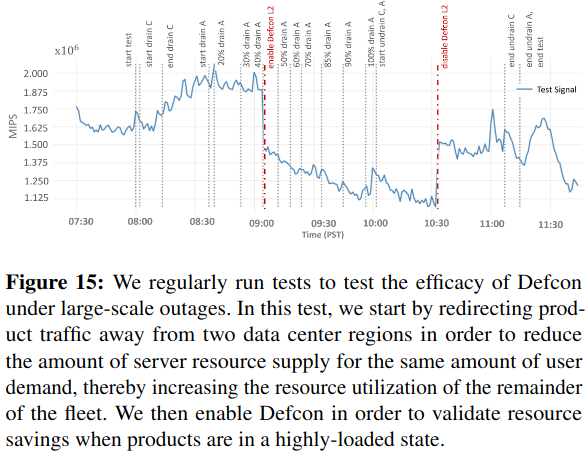 start test
start drain C
end drain C
start drain A
20% drain A
30% drain A
40% drain A
enable Defcon L2
50% drain A
60% drain A
70% drain A
85% drain A
90% drain A
100% drain A
start undrain C, A
disable Defcon L2
end undrain C
end undrain A,
end test
x10⁶
2.000
1.875
1.750
1.625
1.500
1.375
1.250
1.125
MIPS
Test Signal
07:30 08:00 08:30 09:00 09:30 10:00 10:30 11:00 11:30
Time (PST)
Figure 15: We regularly run tests to test the efficacy of Defcon
under large-scale outages. In this test, we start by redirecting prod-
uct traffic away from two data center regions in order to reduce
the amount of server resource supply for the same amount of user
demand, thereby increasing the resource utilization of the remainder
of the fleet. We then enable Defcon in order to validate resource
savings when products are in a highly-loaded state.